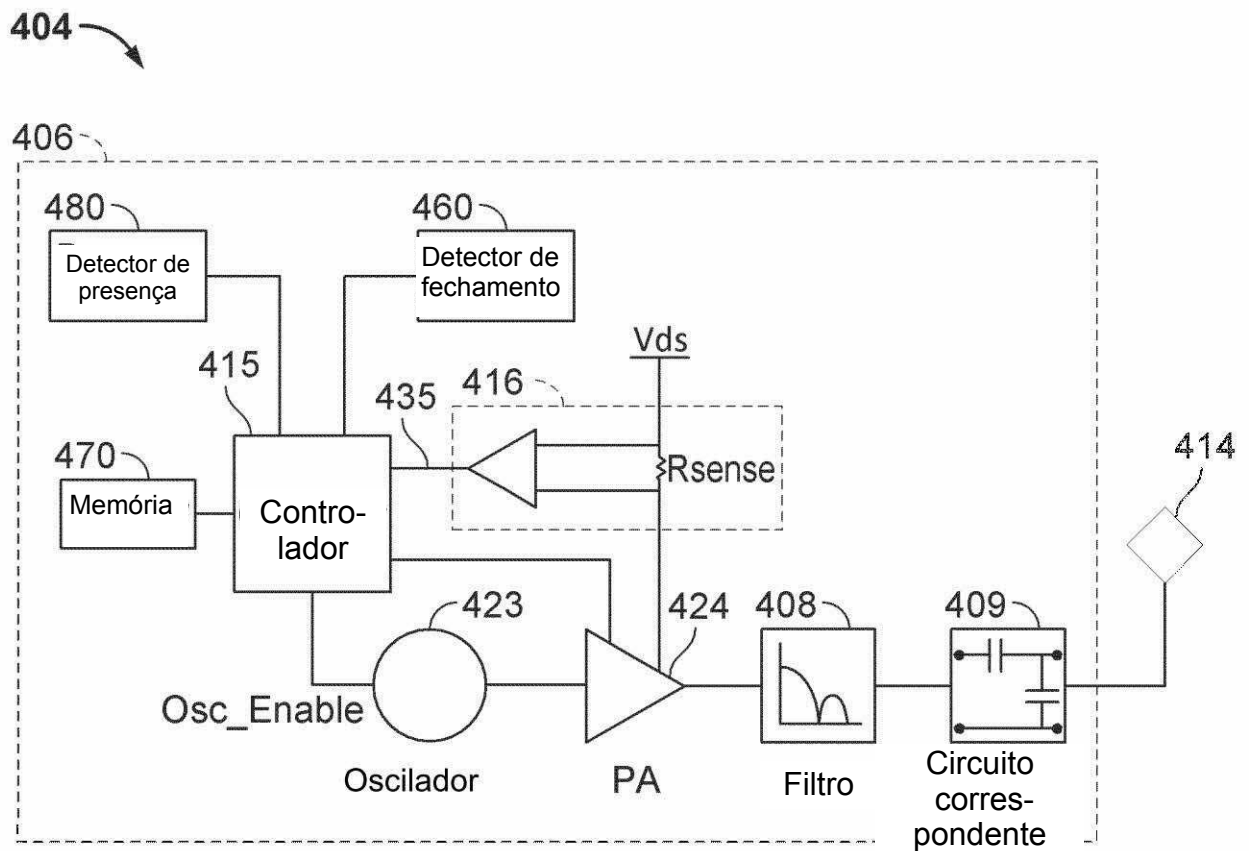 404
406
480
460
Detector de
presença
Detector de
fechamento
Vds
415
435
416
470
Rsense
414
Memória
Contro-
lador
423
424
408
409
Osc_Enable
Oscilador
PA
Filtro
Circuito
corres-
pondente